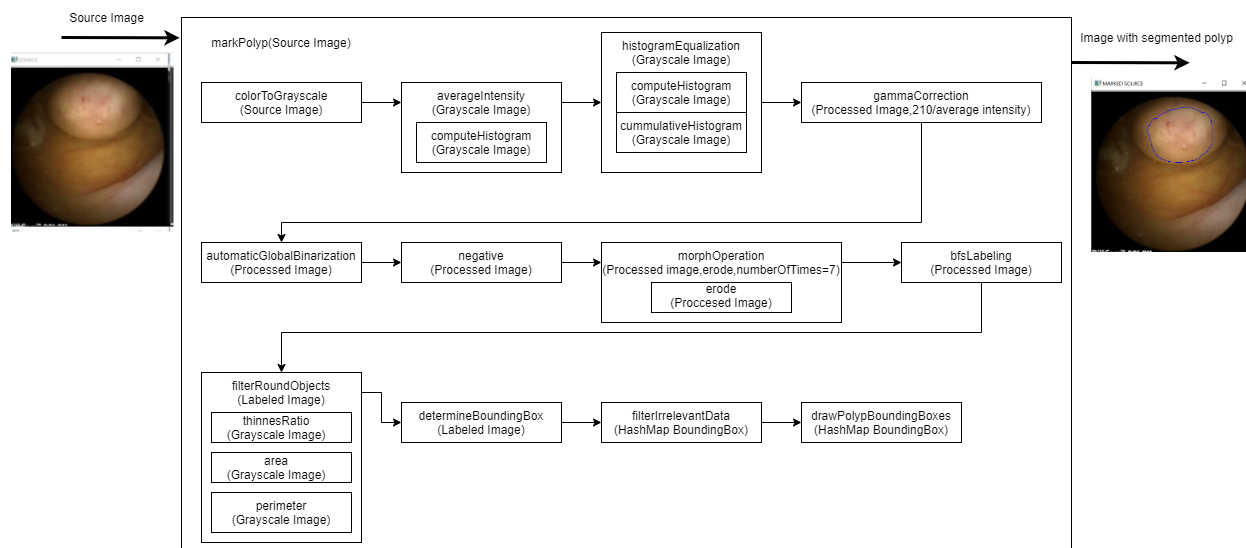 Source Image
SOURCE
markPolyp(Source Image)
colorToGrayscale
(Source Image)
averageIntensity
(Grayscale Image)
computeHistogram
(Grayscale Image)
histogramEqualization
(Grayscale Image)
computeHistogram
(Grayscale Image)
cummulativeHistogram
(Grayscale Image)
gammaCorrection
(Processed Image,210/average intensity)
Image with segmented polyp
MARKED SOURCE
automaticGlobalBinarization
(Processed Image)
negative
(Processed Image)
morphOperation
(Processed image,erode,numberOfTimes=7)
erode
(Proccesed Image)
bfsLabeling
(Processed Image)
filterRoundObjects
(Labeled Image)
thinnesRatio
(Grayscale Image)
area
(Grayscale Image)
perimeter
(Grayscale Image)
determineBoundingBox
(Labeled Image)
filterIrrelevantData
(HashMap BoundingBox)
drawPolypBoundingBoxes
(HashMap BoundingBox)